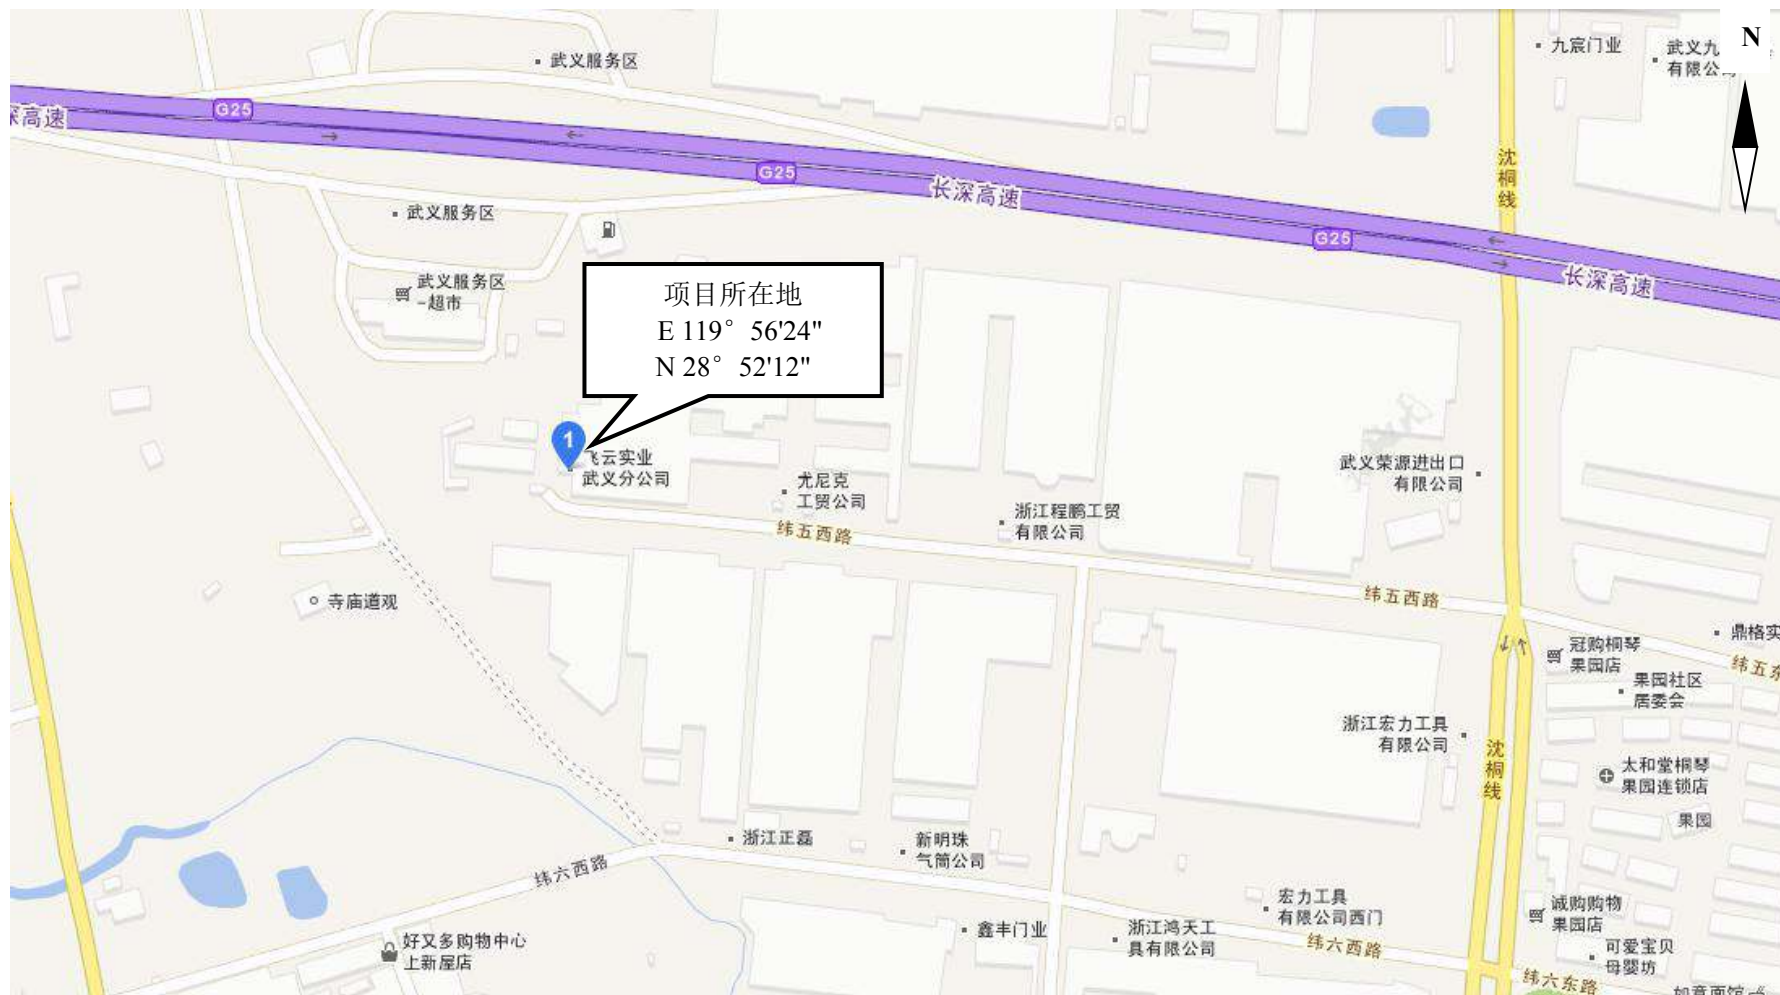 武义服务区
九宸门业
武义九
有限公司
N
G25
深高速
G25
长深高速
沈桐线
武义服务区
G25
长深高速
武义服务区
-超市
项目所在地
E 119° 56'24"
N 28° 52'12"
1
飞云实业
武义分公司
尤尼克
工贸公司
浙江程鹏工贸
有限公司
武义荣源进出口
有限公司
纬五西路
纬五西路
寺庙道观
鼎格实
冠购桐琴
果园店
纬五东
果园社区
居委会
浙江宏力工具
有限公司
沈桐线
太和堂桐琴
果园连锁店
果园
浙江正磊
新明珠
气筒公司
纬六西路
宏力工具
有限公司西门
诚购购物
果园店
好又多购物中心
上新屋店
鑫丰门业
浙江鸿天工
具有限公司
纬六西路
可爱宝贝
母婴坊
纬六东路
如意面馆